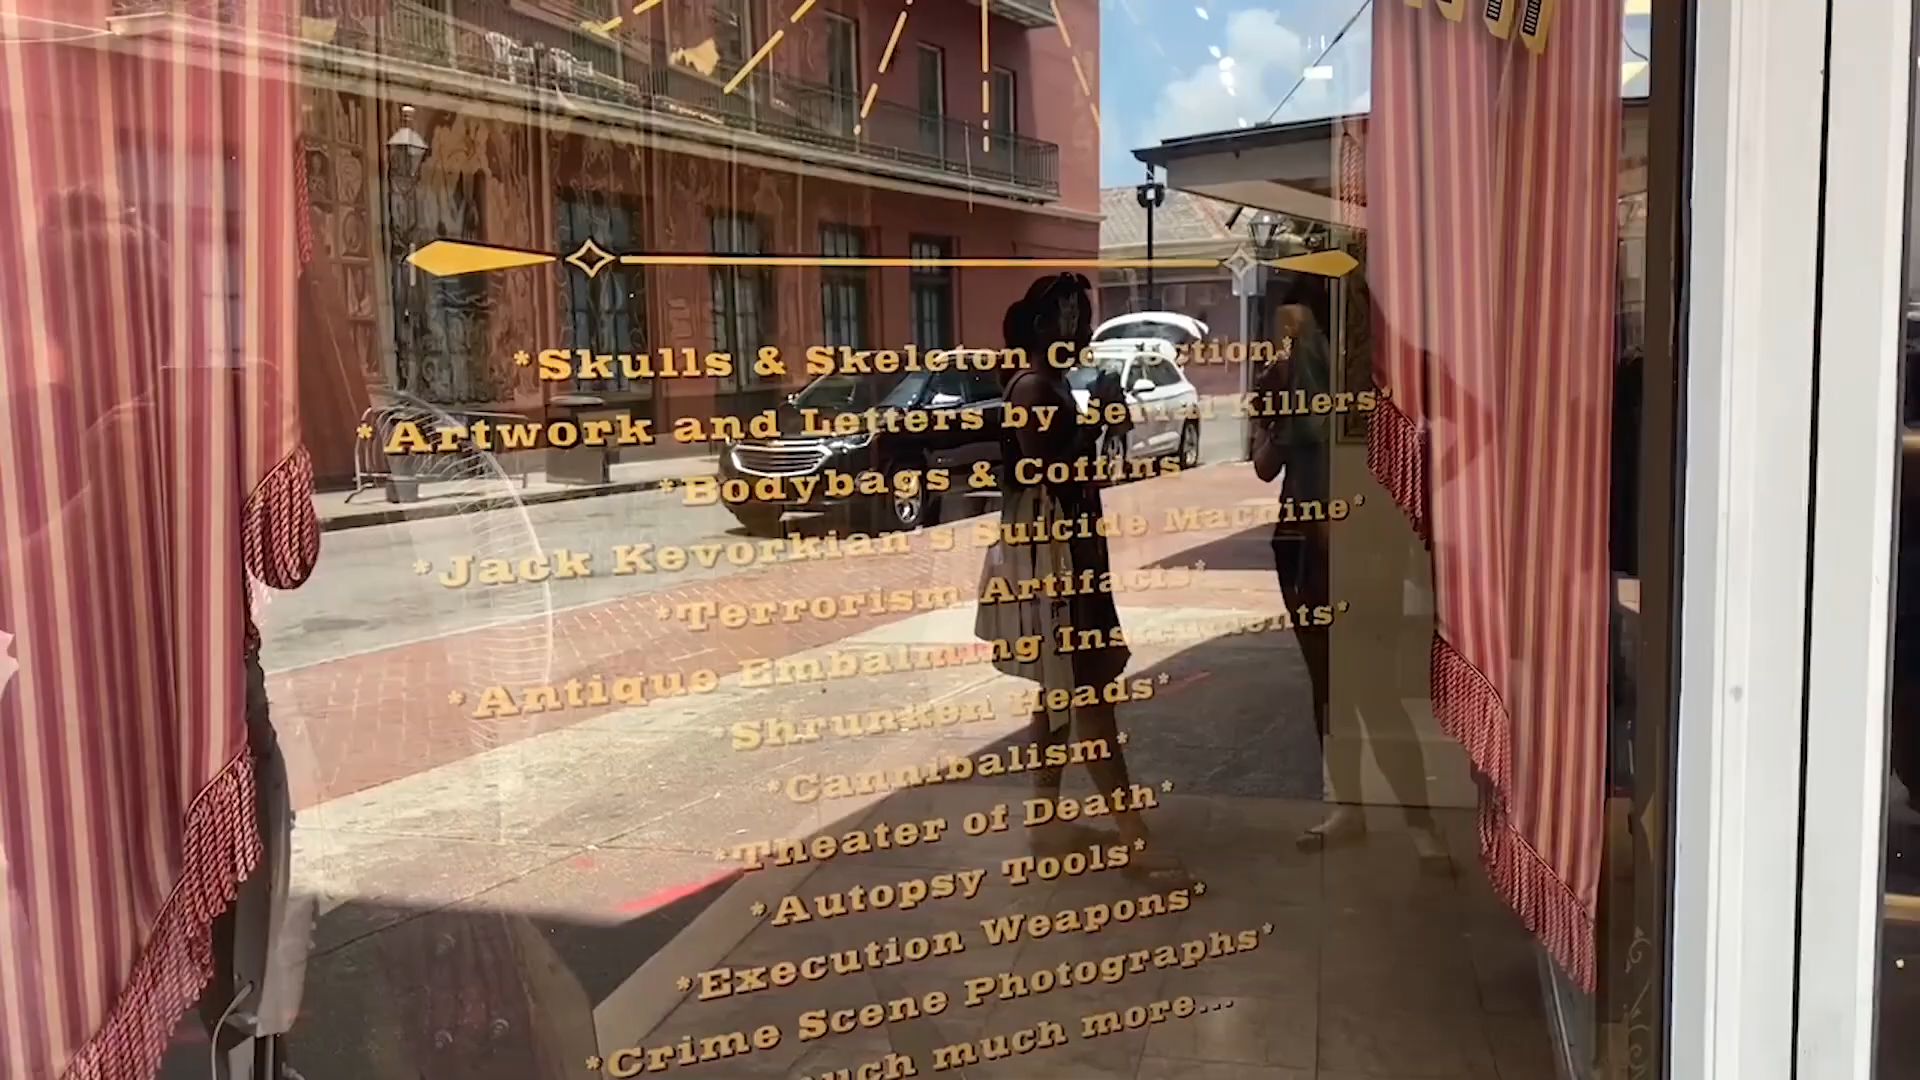 *Skulls & Skeleton Collection*
*Artwork and Letters by Serial Killers*
*Bodybags & Coffins
*Jack Kevorkian's Suicide Machine*
*Terrorism Artifacts*
*Antique Embalming Instruments*
*Shrunken Heads*
*Cannibalism*
*Theater of Death*
*Autopsy Tools*
*Execution Weapons*
*Crime Scene Photographs*
much more...